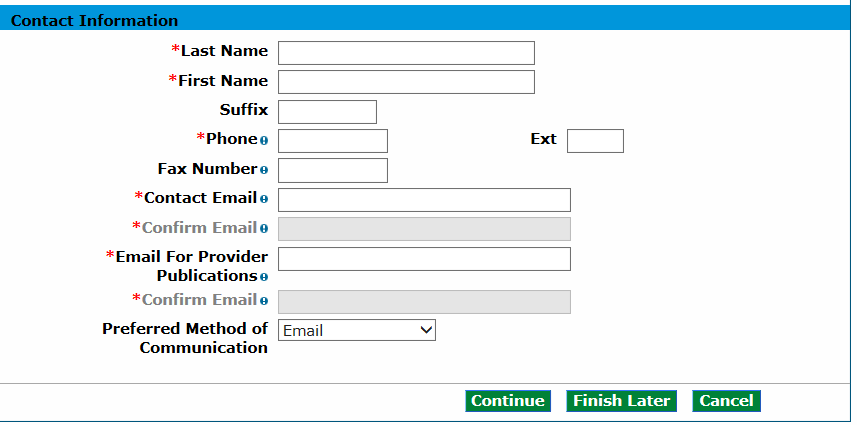 Contact Information
*Last Name
*First Name
Suffix
*Phone Ext
Fax Number
*Contact Email
*Confirm Email
*Email For Provider
Publications
*Confirm Email
Preferred Method of Email
Communication
Continue Finish Later Cancel